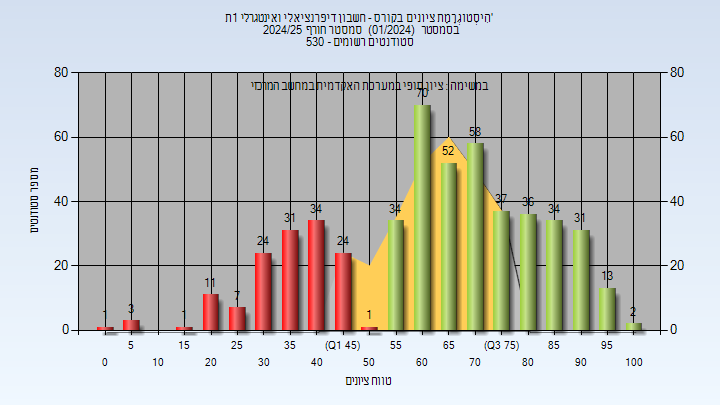 הִיסְטוֹגְרָמַת ציונים בקורס - חשבון דיפרנציאלי ואינטגרלי 1ת'
בסמסטר (01/2024) סמסטר חורף 2024/25
סטודנטים רשומים - 530
במשימה : ציון סופי במערכת האקדמית במחשב המרכזי
80 80
60 60
40 40
20 20
0 0
מספר סטודנטים
1 3 1 11 7 24 31 34 24 1 34 70 52 58 37 36 34 31 13 2
5 15 25 35 (Q1 45) 55 65 (Q3 75) 85 95
0 10 20 30 40 50 60 70 80 90 100
טווח ציונים